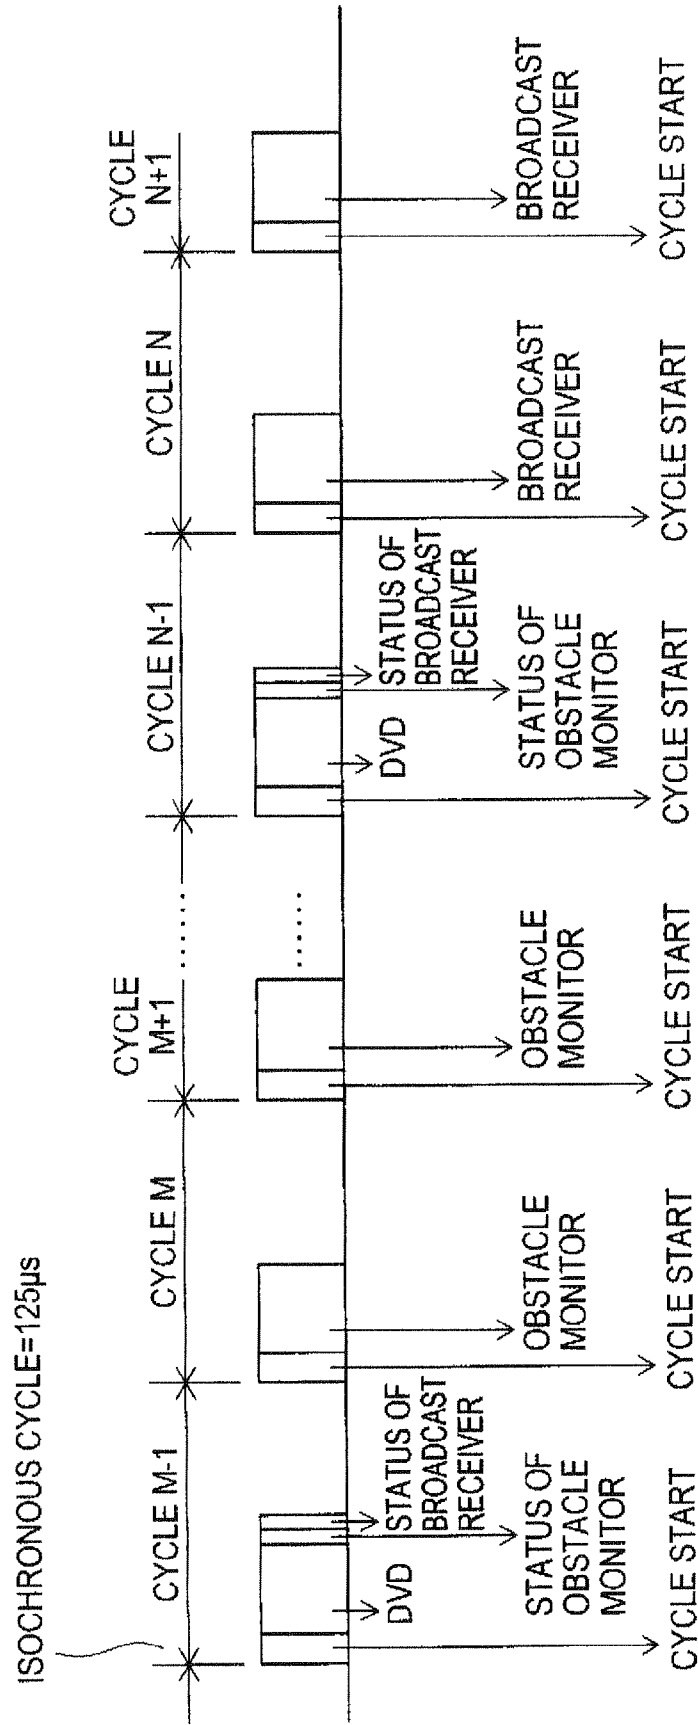 ISOCHRONOUS CYCLE=125μs
CYCLE M-1
CYCLE M
CYCLE
M+1
......
CYCLE N-1
CYCLE N
CYCLE
N+1
......
DVD
STATUS OF
BROADCAST
RECEIVER
STATUS OF
OBSTACLE
MONITOR
CYCLE START
OBSTACLE
MONITOR
CYCLE START
OBSTACLE
MONITOR
CYCLE START
DVD
STATUS OF
BROADCAST
RECEIVER
STATUS OF
OBSTACLE
MONITOR
CYCLE START
BROADCAST
RECEIVER
CYCLE START
BROADCAST
RECEIVER
CYCLE START